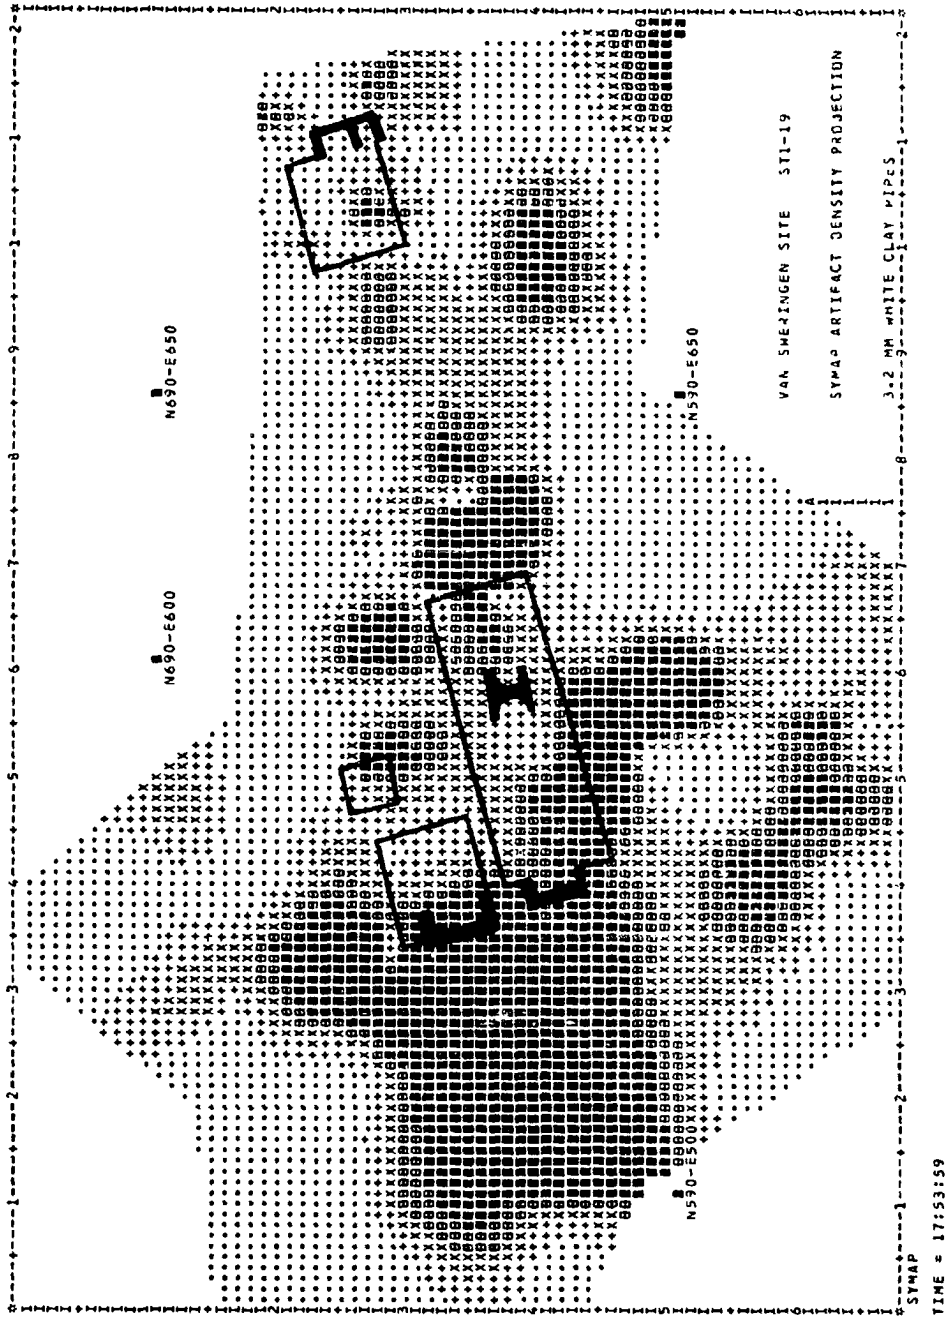 N690-E600
N690-E650
N590-E500
N590-E650
VAN SWERINGEN SITE ST1-19
SYMAP ARTIFACT DENSITY PROJECTION
3.2 MM WHITE CLAY PIPES
SYMAP
TIME = 17:53:59